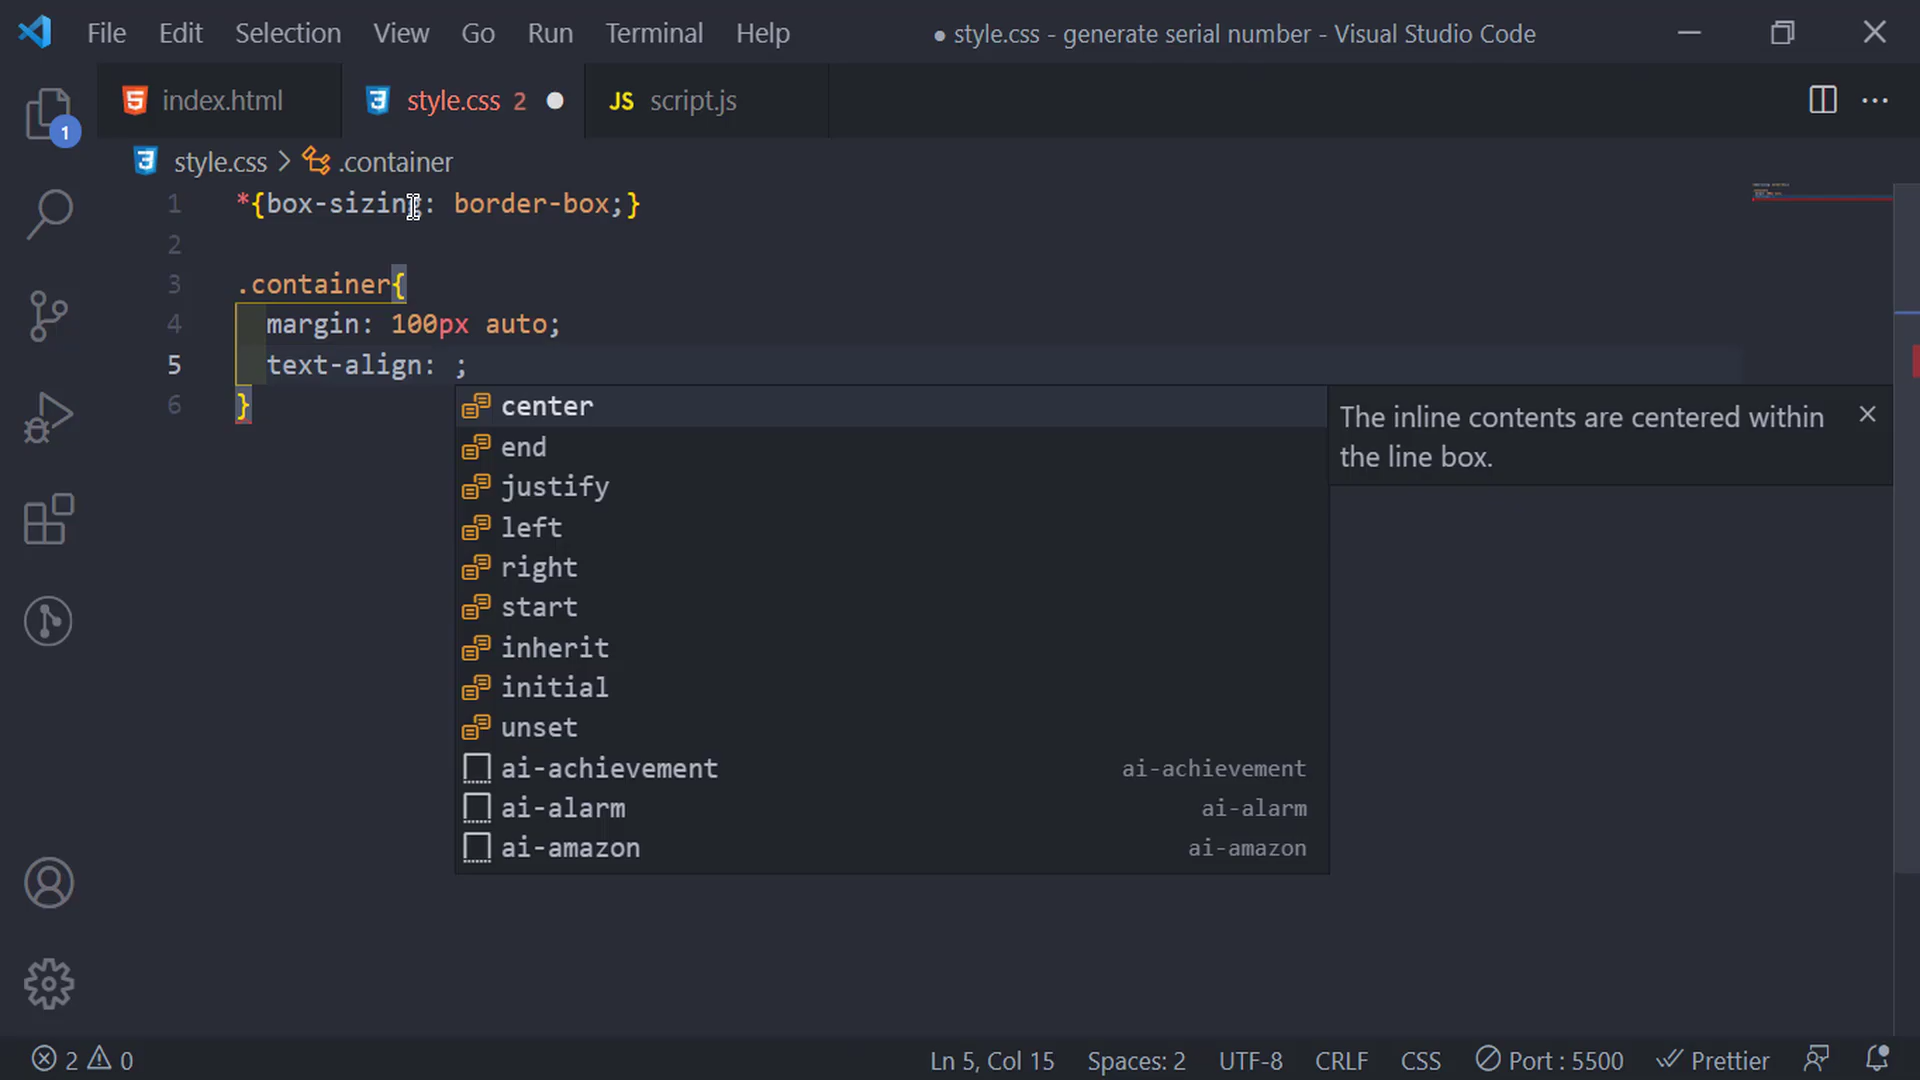 File Edit Selection View Go Run Terminal Help ● style.css - generate serial number - Visual Studio Code
index.html style.css 2 JS script.js
style.css > .container
1 *{box-sizing: border-box;}
2
3 .container{
4 margin: 100px auto;
5 text-align: ;
6 }
center
The inline contents are centered within
the line box.
end
justify
left
right
start
inherit
initial
unset
ai-achievement ai-achievement
ai-alarm ai-alarm
ai-amazon ai-amazon
1
2 0 Ln 5, Col 15 Spaces: 2 UTF-8 CRLF CSS Port : 5500 Prettier